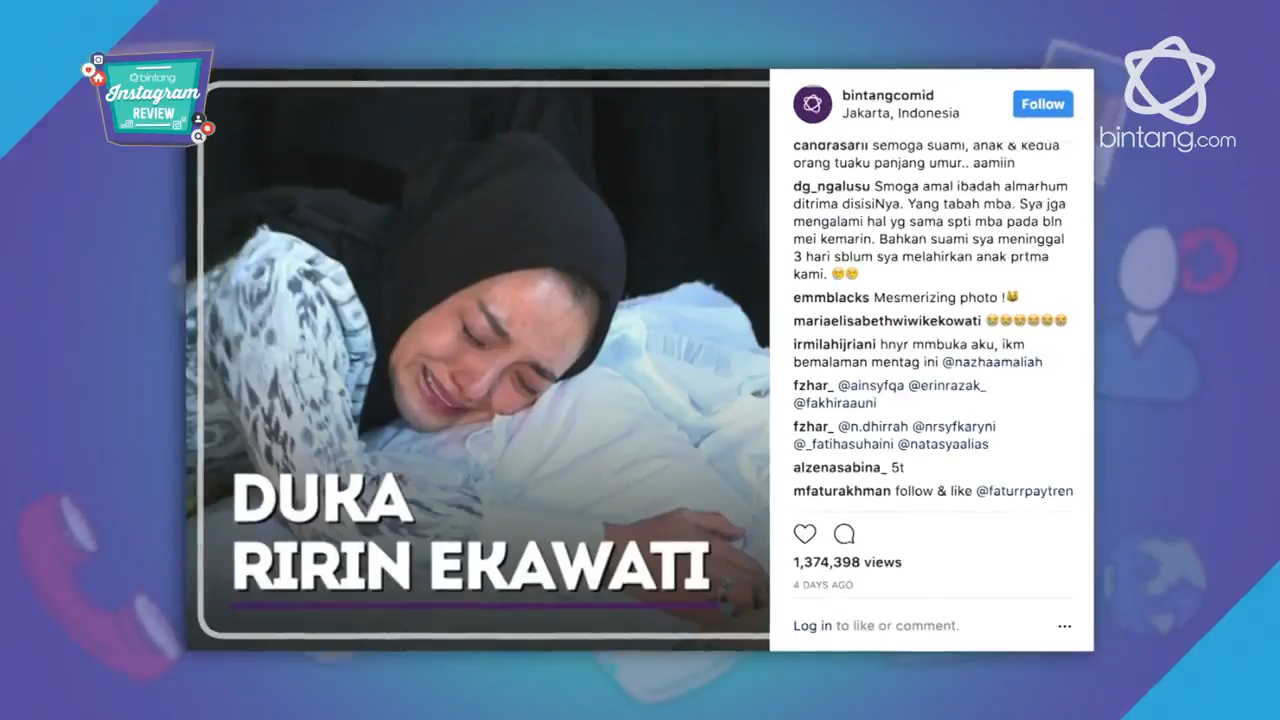 bintang
Instagram
REVIEW
bintang.com
DUKA
RIRIN EKAWATI
bintangcomid
Jakarta, Indonesia
Follow
candrasarii semoga suami, anak & kedua
orang tuaku panjang umur.. aamiin
dg_ngalusu Smoga amal ibadah almarhum
ditrima disisiNya. Yang tabah mba. Sya jga
mengalami hal yg sama spti mba pada bln
mei kemarin. Bahkan suami sya meninggal
3 hari sblum sya melahirkan anak prtma
kami. 😢😢
emmblacks Mesmerizing photo !😹
mariaelisabethwiwikekowati 😭😭😭😭😭😭
irmilahijriani hnyr mmbuka aku, ikm
bemalaman mentag ini @nazhaamaliah
fzhar_ @ainsyfqa @erinrazak_
@fakhiraauni
fzhar_ @n.dhirrah @nrsyfkaryni
@_fatihasuhaini @natasyaalias
alzenasabina_ 5t
mfaturakhman follow & like @faturrpaytren
1,374,398 views
4 DAYS AGO
Log in to like or comment.
...